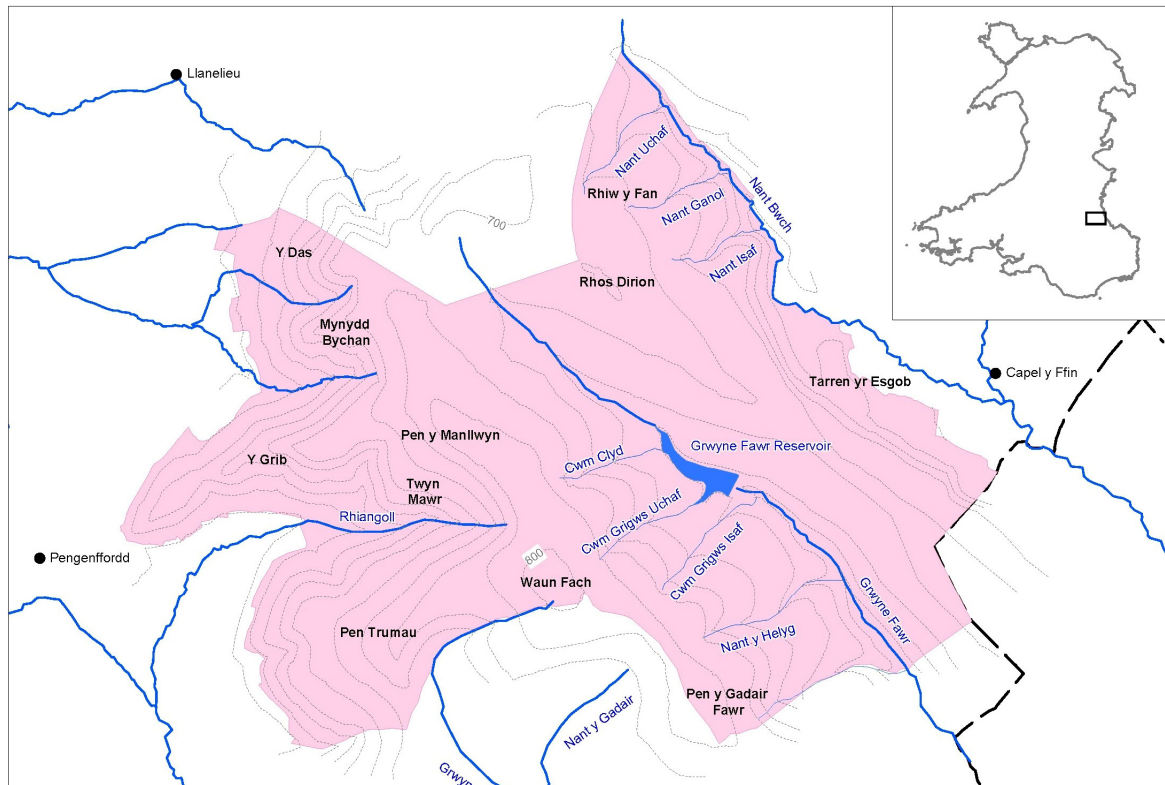 Llanelieu
Nant Uchaf
Rhiw y Fan
Nant Ganol
Nant Bwch
700
Nant Isaf
Y Das
Rhos Dirion
Mynydd
Bychan
Tarren yr Esgob
Capel y Ffin
Pen y Manllwyn
Grwyne Fawr Reservoir
Y Grib
Cwm Clyd
Twyn
Mawr
Rhiangoll
Cwm Grigws Uchaf
Cwm Grigws Isaf
Pengenffordd
800
Waun Fach
Grwyne Fawr
Pen Trumau
Nant y Helyg
Pen y Gadair
Fawr
Nant y Gadair